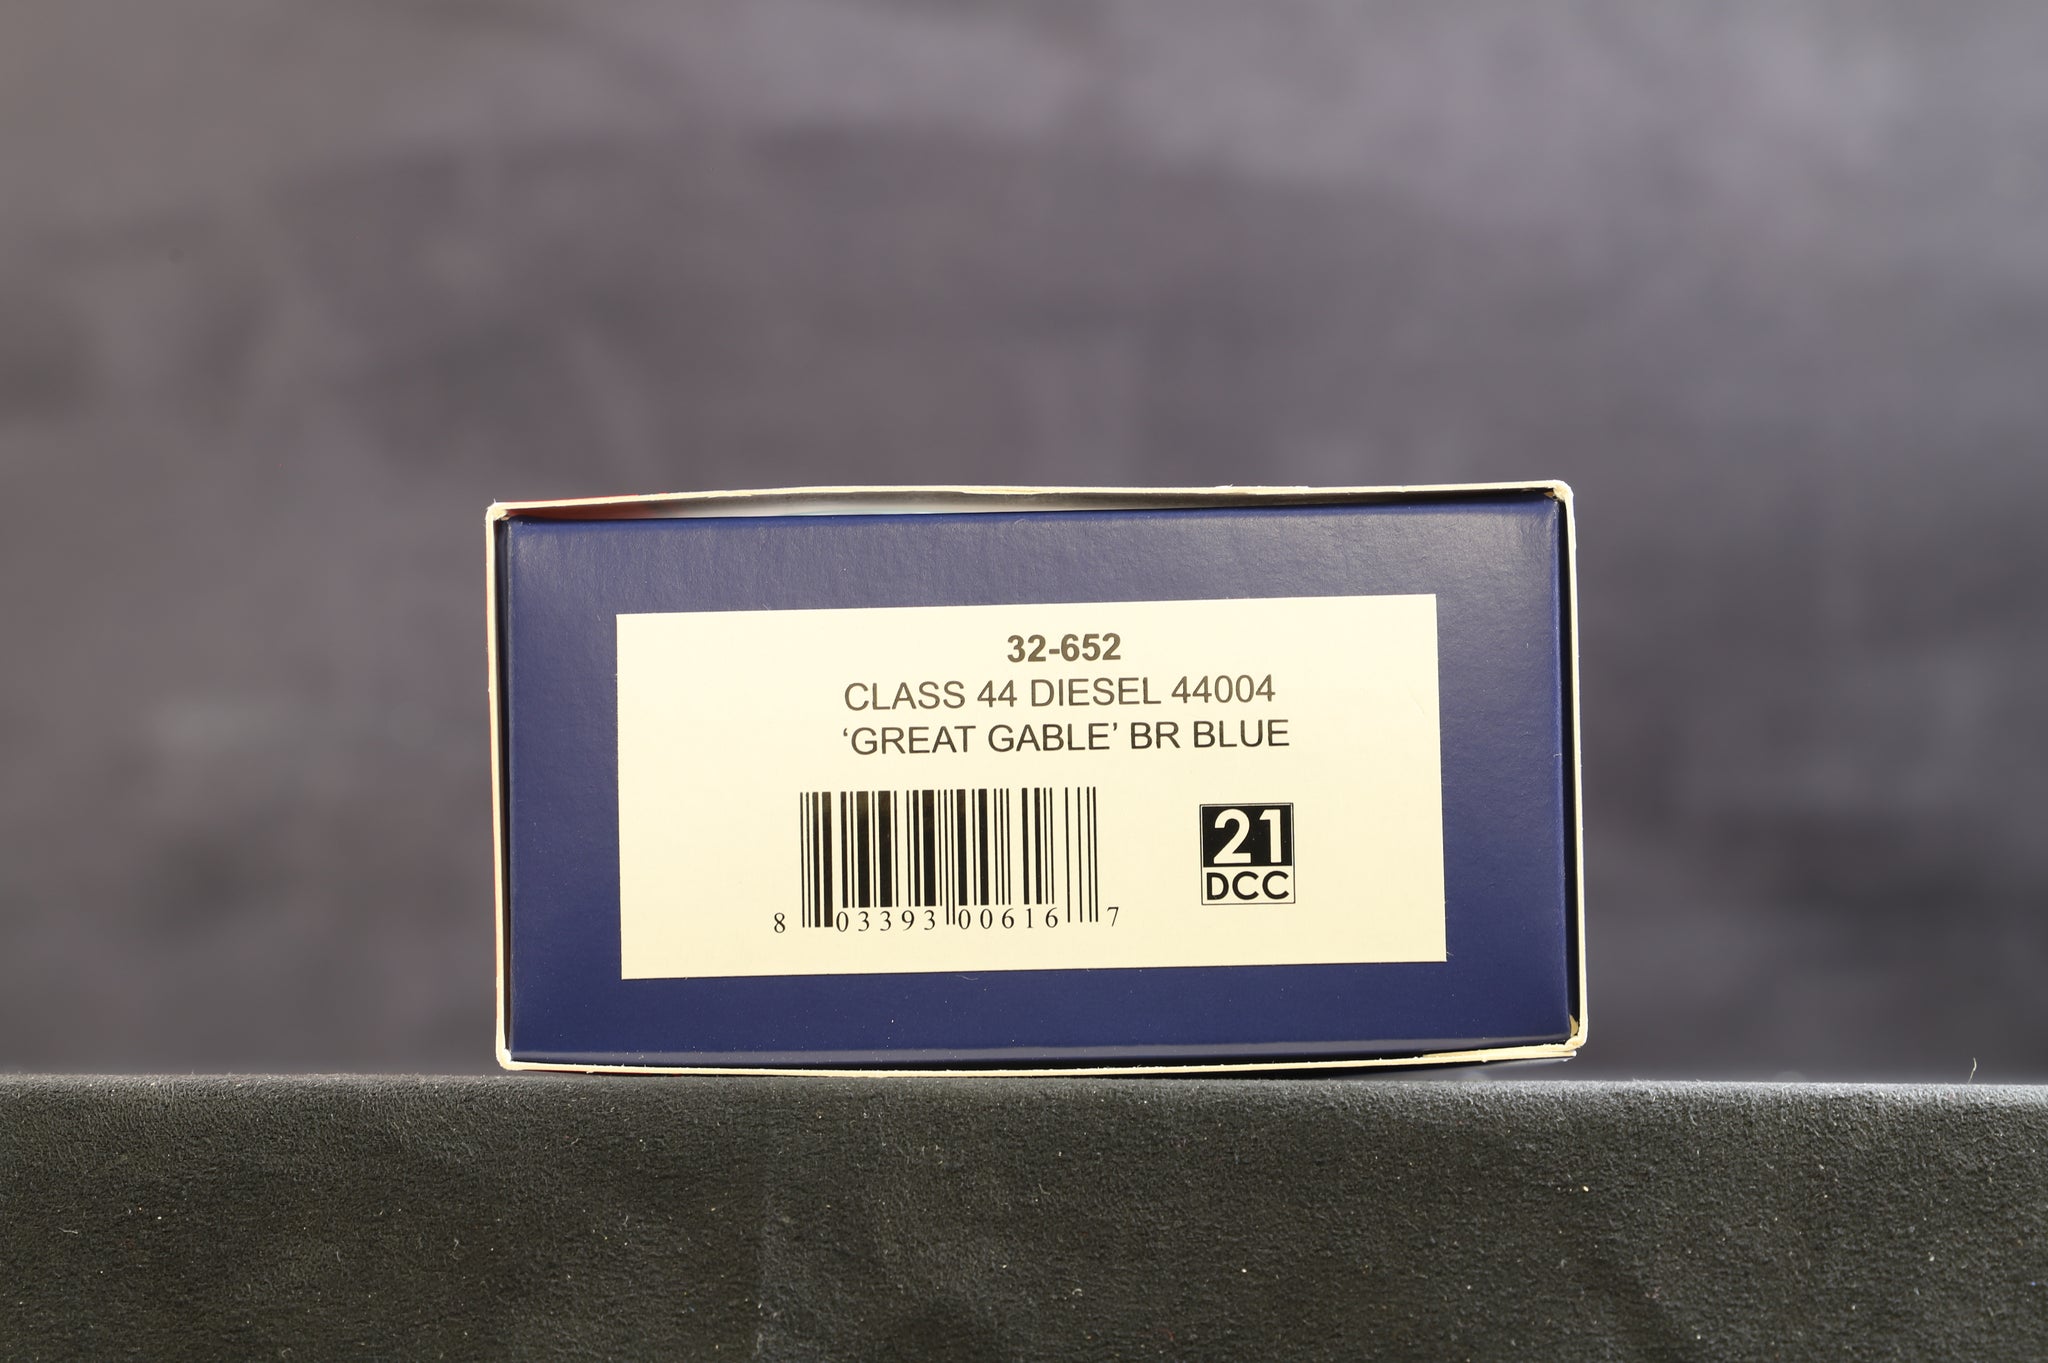 32-652
CLASS 44 DIESEL 44004
‘GREAT GABLE’ BR BLUE
8 03393 00616 7
21
DCC